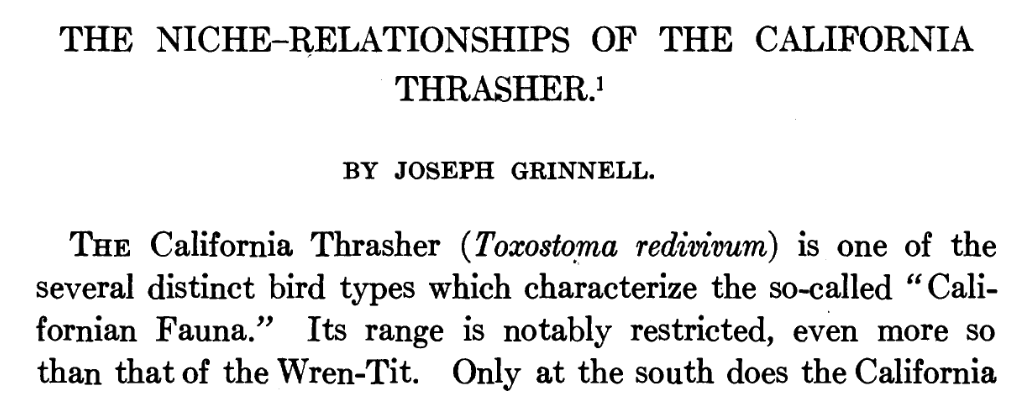 THE NICHE-RELATIONSHIPS OF THE CALIFORNIA
THRASHER.¹
BY JOSEPH GRINNELL.
THE California Thrasher (Toxostoma redivivum) is one of the
several distinct bird types which characterize the so-called "Cali-
fornian Fauna." Its range is notably restricted, even more so
than that of the Wren-Tit. Only at the south does the California